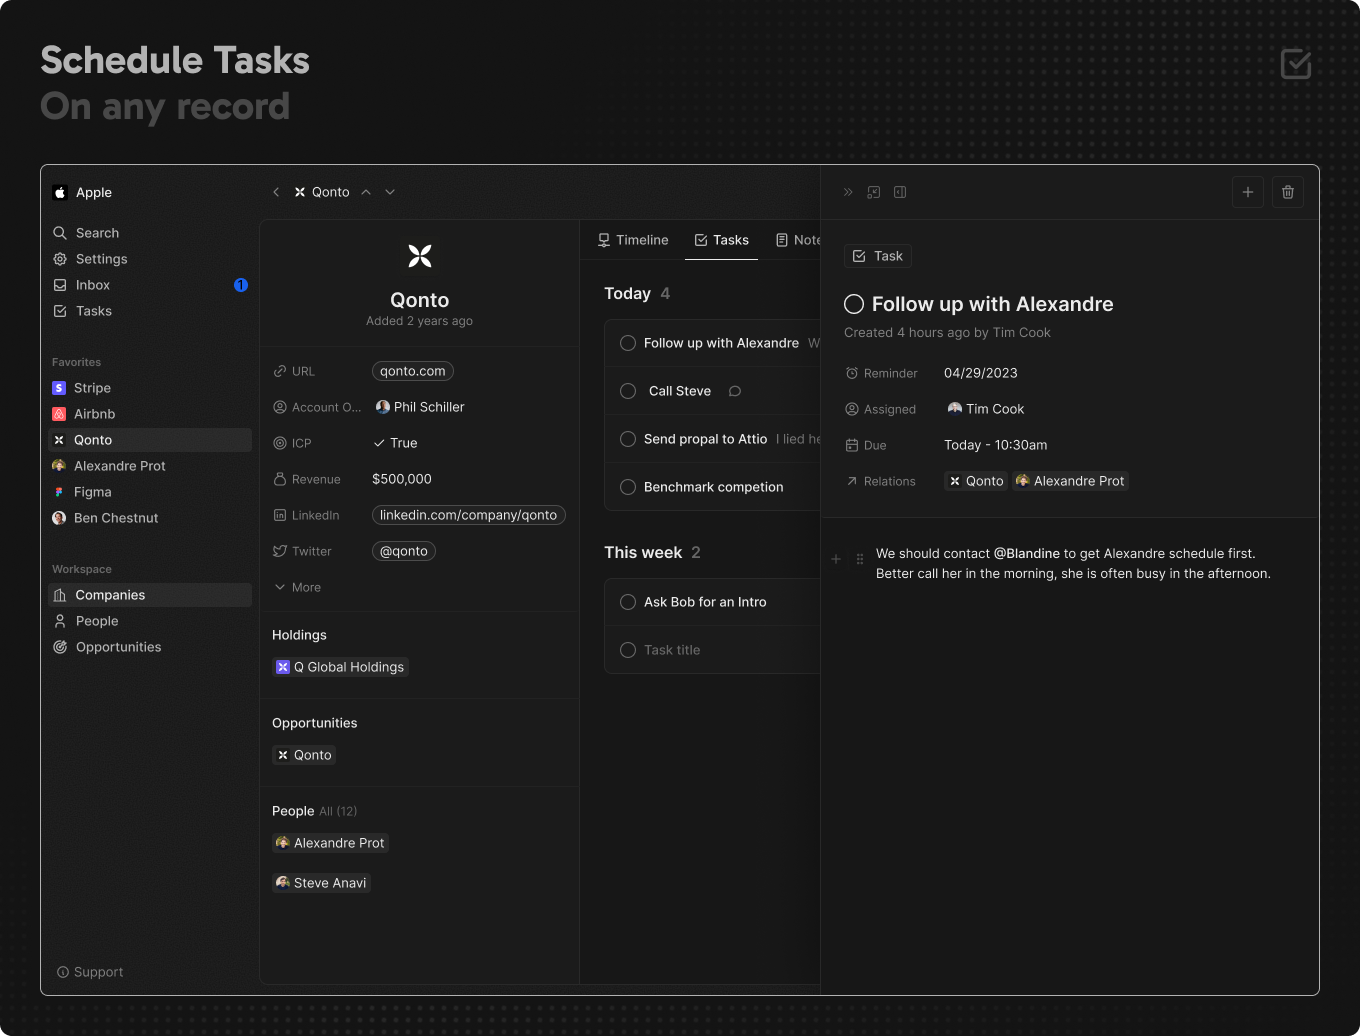 Schedule Tasks
On any record
Apple
Search
Settings
Inbox
1
Tasks
Favorites
S Stripe
Airbnb
Qonto
Alexandre Prot
Figma
Ben Chestnut
Workspace
Companies
People
Opportunities
Support
Qonto
Qonto
Added 2 years ago
URL
qonto.com
Account O...
Phil Schiller
ICP
True
Revenue
$500,000
LinkedIn
linkedin.com/company/qonto
Twitter
@qonto
More
Holdings
Q Global Holdings
Opportunities
Qonto
People All (12)
Alexandre Prot
Steve Anavi
Timeline
Tasks
Note
Today 4
Follow up with Alexandre W
Call Steve
Send propal to Attio I lied he
Benchmark competion
This week 2
Ask Bob for an Intro
Task title
Task
Follow up with Alexandre
Created 4 hours ago by Tim Cook
Reminder
04/29/2023
Assigned
Tim Cook
Due
Today - 10:30am
Relations
Qonto
Alexandre Prot
We should contact @Blandine to get Alexandre schedule first.
Better call her in the morning, she is often busy in the afternoon.